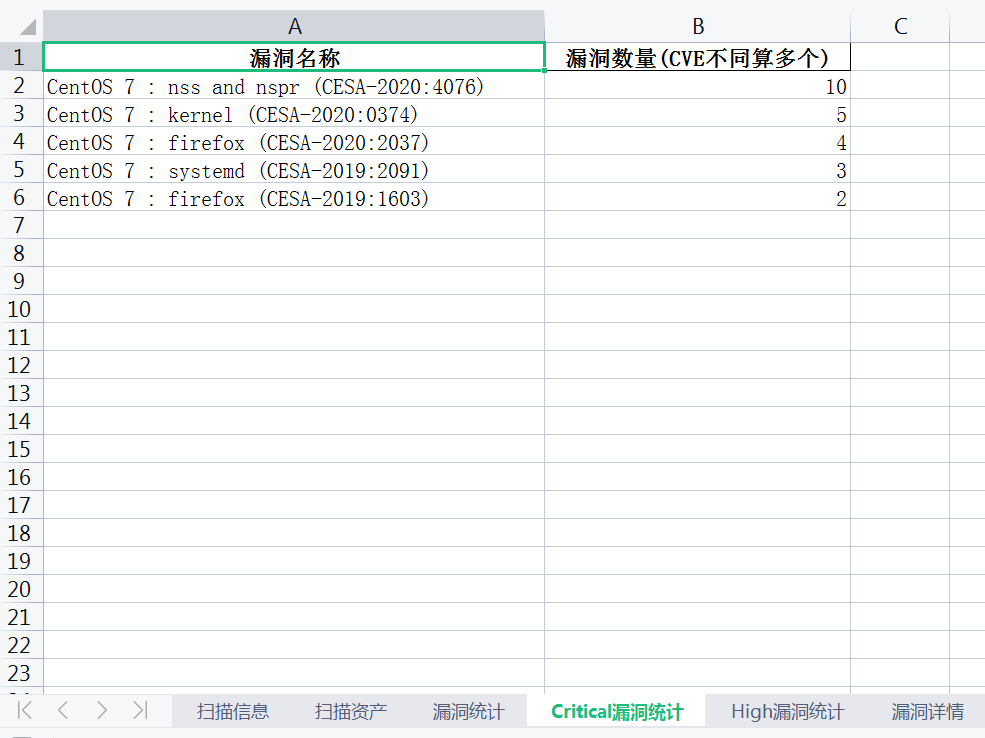 A B C
1 漏洞名称 漏洞数量(CVE不同算多个)
2 CentOS 7 : nss and nspr (CESA-2020:4076) 10
3 CentOS 7 : kernel (CESA-2020:0374) 5
4 CentOS 7 : firefox (CESA-2020:2037) 4
5 CentOS 7 : systemd (CESA-2019:2091) 3
6 CentOS 7 : firefox (CESA-2019:1603) 2
7
8
9
10
11
12
13
14
15
16
17
18
19
20
21
22
23
扫描信息 扫描资产 漏洞统计 Critical漏洞统计 High漏洞统计 漏洞详情